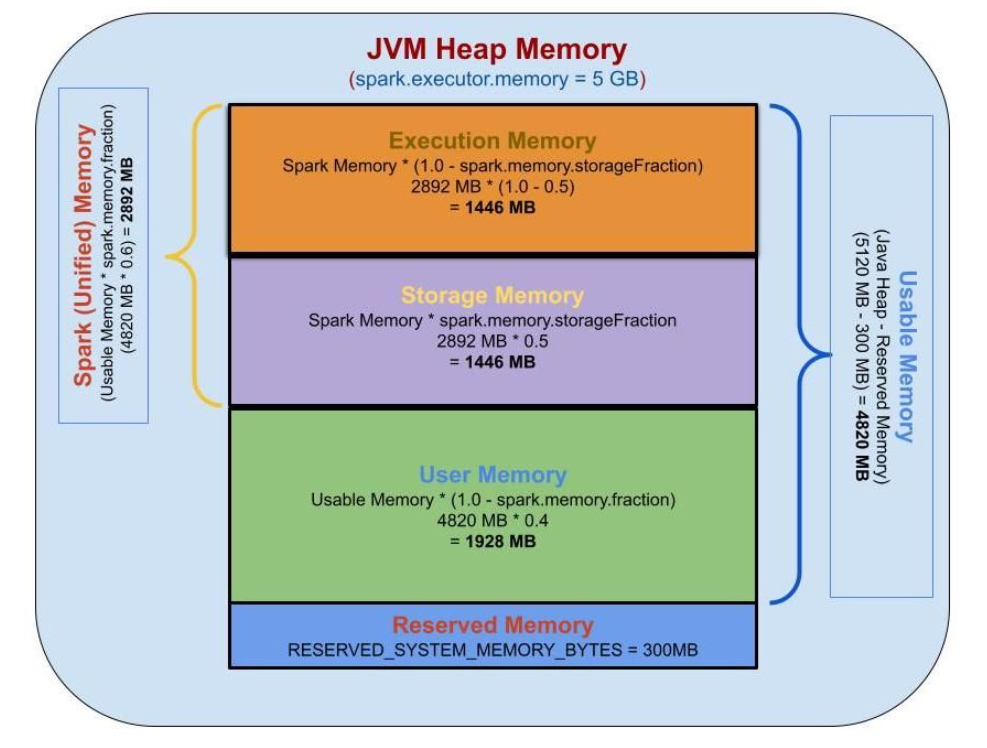 JVM Heap Memory
(spark.executor.memory = 5 GB)
Spark (Unified) Memory
(Usable Memory * spark.memory.fraction)
(4820 MB * 0.6) = 2892 MB
Execution Memory
Spark Memory * (1.0 - spark.memory.storageFraction)
2892 MB * (1.0 - 0.5)
= 1446 MB
Storage Memory
Spark Memory * spark.memory.storageFraction
2892 MB * 0.5
= 1446 MB
User Memory
Usable Memory * (1.0 - spark.memory.fraction)
4820 MB * 0.4
= 1928 MB
Reserved Memory
RESERVED_SYSTEM_MEMORY_BYTES = 300MB
Usable Memory
(Java Heap - Reserved Memory)
(5120 MB - 300 MB) = 4820 MB